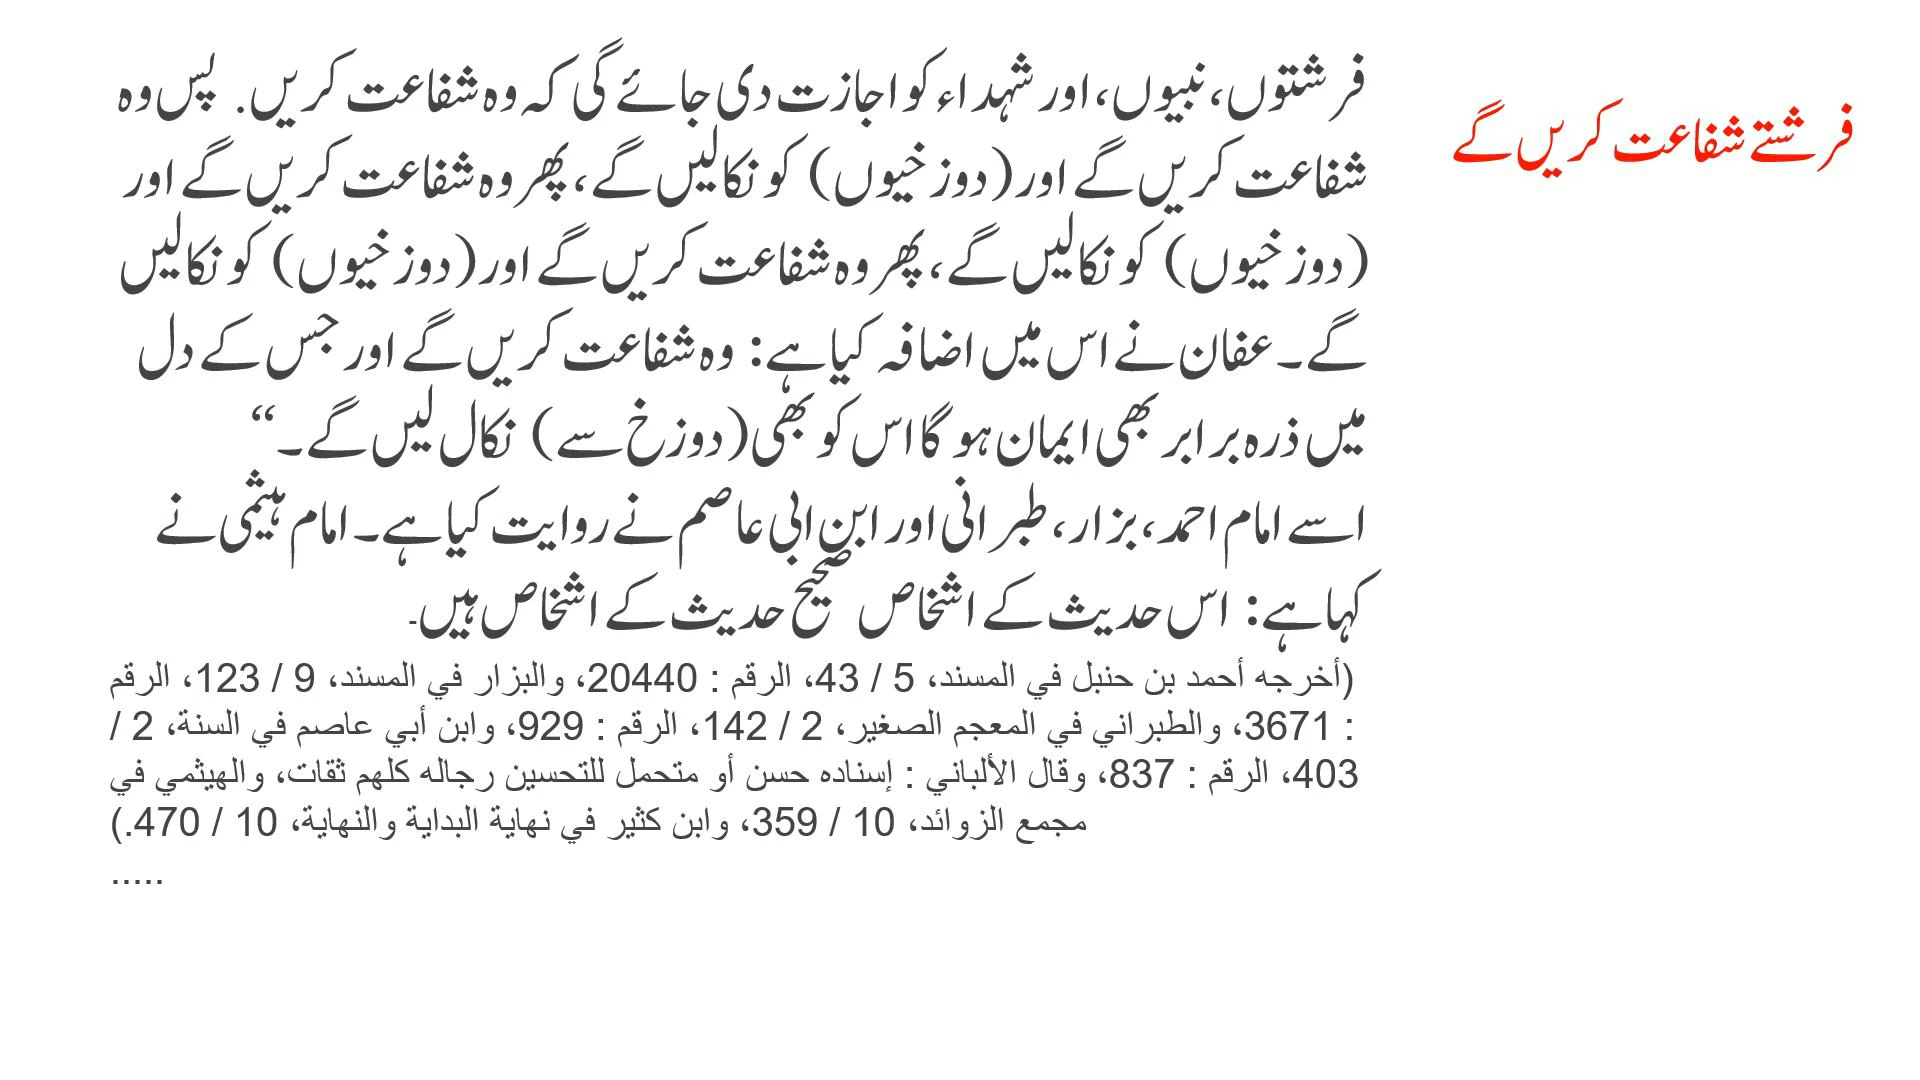 فرشتے شفاعت کریں گے
فرشتوں، نبیوں، اور شہداء کو اجازت دی جائے گی کہ وہ شفاعت کریں. پس وہ
شفاعت کریں گے اور (دوزخیوں) کو نکالیں گے، پھر وہ شفاعت کریں گے اور
(دوزخیوں) کو نکالیں گے، پھر وہ شفاعت کریں گے اور (دوزخیوں) کو نکالیں
گے۔ عفان نے اس میں اضافہ کیا ہے: وہ شفاعت کریں گے اور جس کے دل
میں ذرہ برابر بھی ایمان ہو گا اس کو بھی (دوزخ سے) نکال لیں گے۔“
اسے امام احمد، بزار، طبرانی اور ابن ابی عاصم نے روایت کیا ہے۔ امام ہیثمی نے
کہا ہے: اس حدیث کے اشخاص صحیح حدیث کے اشخاص ہیں۔
(أخرجه أحمد بن حنبل في المسند، 5 / 43، الرقم : 20440، والبزار في المسند، 9 / 123، الرقم
: 3671، والطبراني في المعجم الصغير، 2 / 142، الرقم : 929، وابن أبي عاصم في السنة، 2 /
403، الرقم : 837، وقال الألباني : إسناده حسن أو متحمل للتحسين رجاله كلهم ثقات، والهيثمي في
مجمع الزوائد، 10 / 359، وابن كثير في نهاية البداية والنهاية، 10 / 470.)
.....